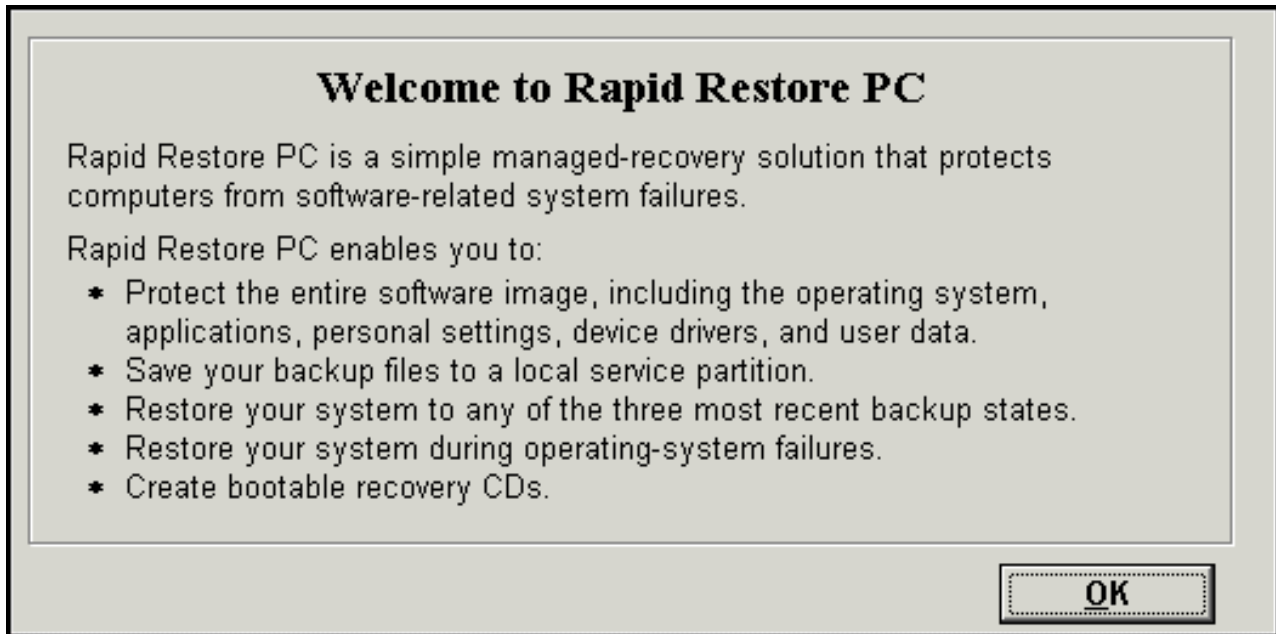 Welcome to Rapid Restore PC
Rapid Restore PC is a simple managed-recovery solution that protects
computers from software-related system failures.
Rapid Restore PC enables you to:
* Protect the entire software image, including the operating system,
applications, personal settings, device drivers, and user data.
* Save your backup files to a local service partition.
* Restore your system to any of the three most recent backup states.
* Restore your system during operating-system failures.
* Create bootable recovery CDs.
OK